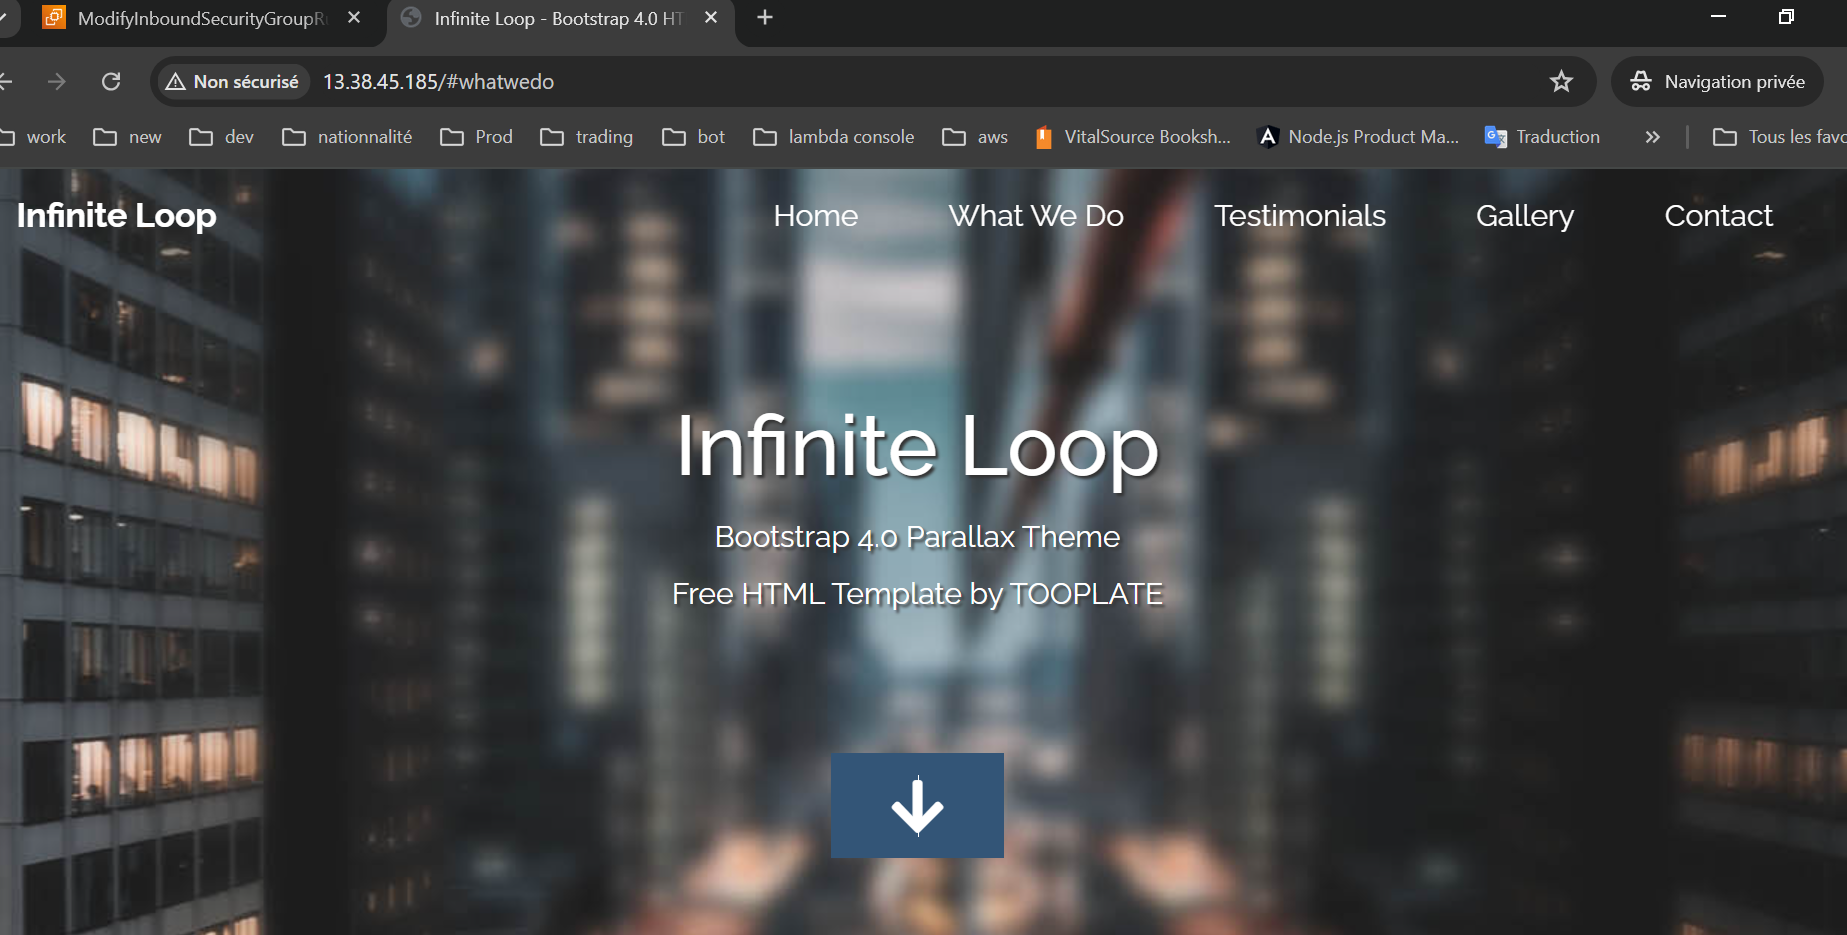 ModifyInboundSecurityGroupR
Infinite Loop - Bootstrap 4.0 HT
Non sécurisé
13.38.45.185/#whatwedo
Navigation privée
work
new
dev
nationnalité
Prod
trading
bot
lambda console
aws
VitalSource Booksh...
Node.js Product Ma...
Traduction
»
Tous les favo
Infinite Loop
Home
What We Do
Testimonials
Gallery
Contact
Infinite Loop
Bootstrap 4.0 Parallax Theme
Free HTML Template by TOOPLATE